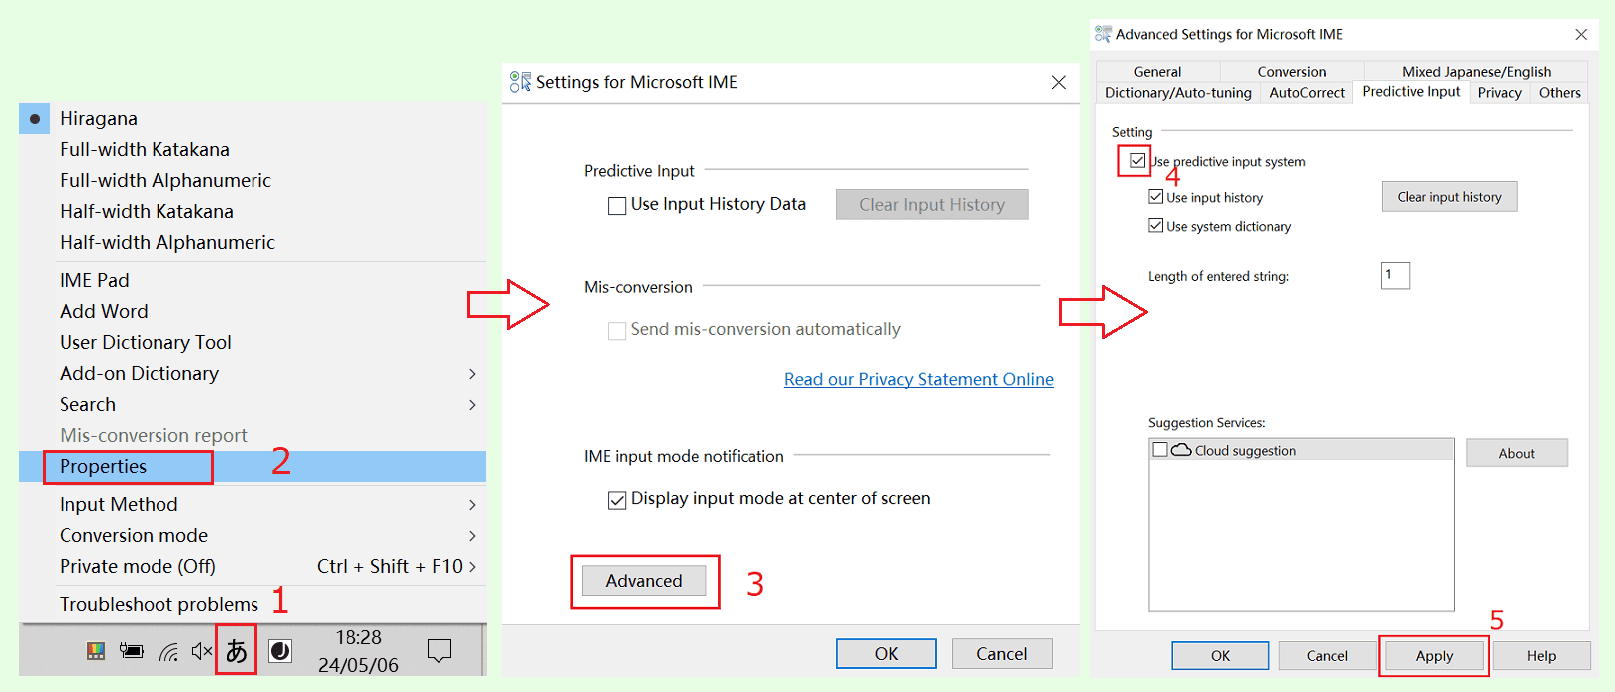 Hiragana
Full-width Katakana
Full-width Alphanumeric
Half-width Katakana
Half-width Alphanumeric
IME Pad
Add Word
User Dictionary Tool
Add-on Dictionary
Search
Mis-conversion report
Properties 2
Input Method
Conversion mode
Private mode (Off) Ctrl + Shift + F10
Troubleshoot problems 1
あ J 18:28
24/05/06
Settings for Microsoft IME
Predictive Input
Use Input History Data Clear Input History
Mis-conversion
Send mis-conversion automatically
Read our Privacy Statement Online
IME input mode notification
Display input mode at center of screen
Advanced 3
OK Cancel
Advanced Settings for Microsoft IME
General Conversion Mixed Japanese/English
Dictionary/Auto-tuning AutoCorrect Predictive Input Privacy Others
Setting
Use predictive input system
4
Use input history Clear input history
Use system dictionary
Length of entered string: 1
Suggestion Services:
Cloud suggestion About
5
OK Cancel Apply Help